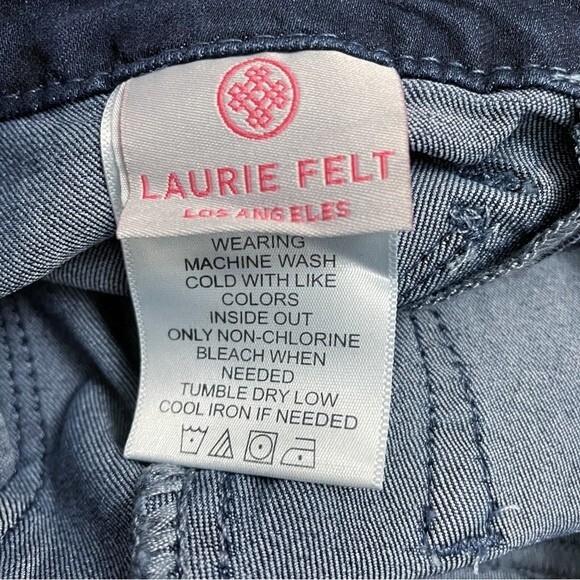 LAURIE FELT
LOS ANGELES
WEARING
MACHINE WASH
COLD WITH LIKE
COLORS
INSIDE OUT
ONLY NON-CHLORINE
BLEACH WHEN
NEEDED
TUMBLE DRY LOW
COOL IRON IF NEEDED